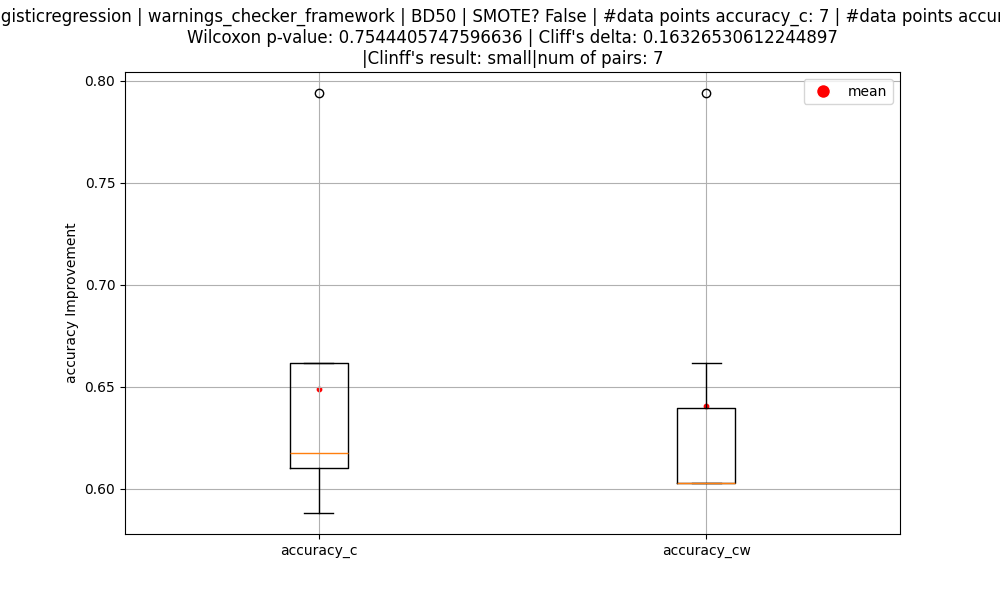 | warnings_checker_framework | BD50 | SMOTE? False | #data points accuracy_c: 7 | #data points
Wilcoxon p-value: 0.7544405747596636 | Cliff's delta: 0.16326530612244897
|Clinff's result: small|num of pairs: 7
mean
0.80
0.75
0.70
0.65
0.60
accuracy Improvement
accuracy_c
accuracy_cw